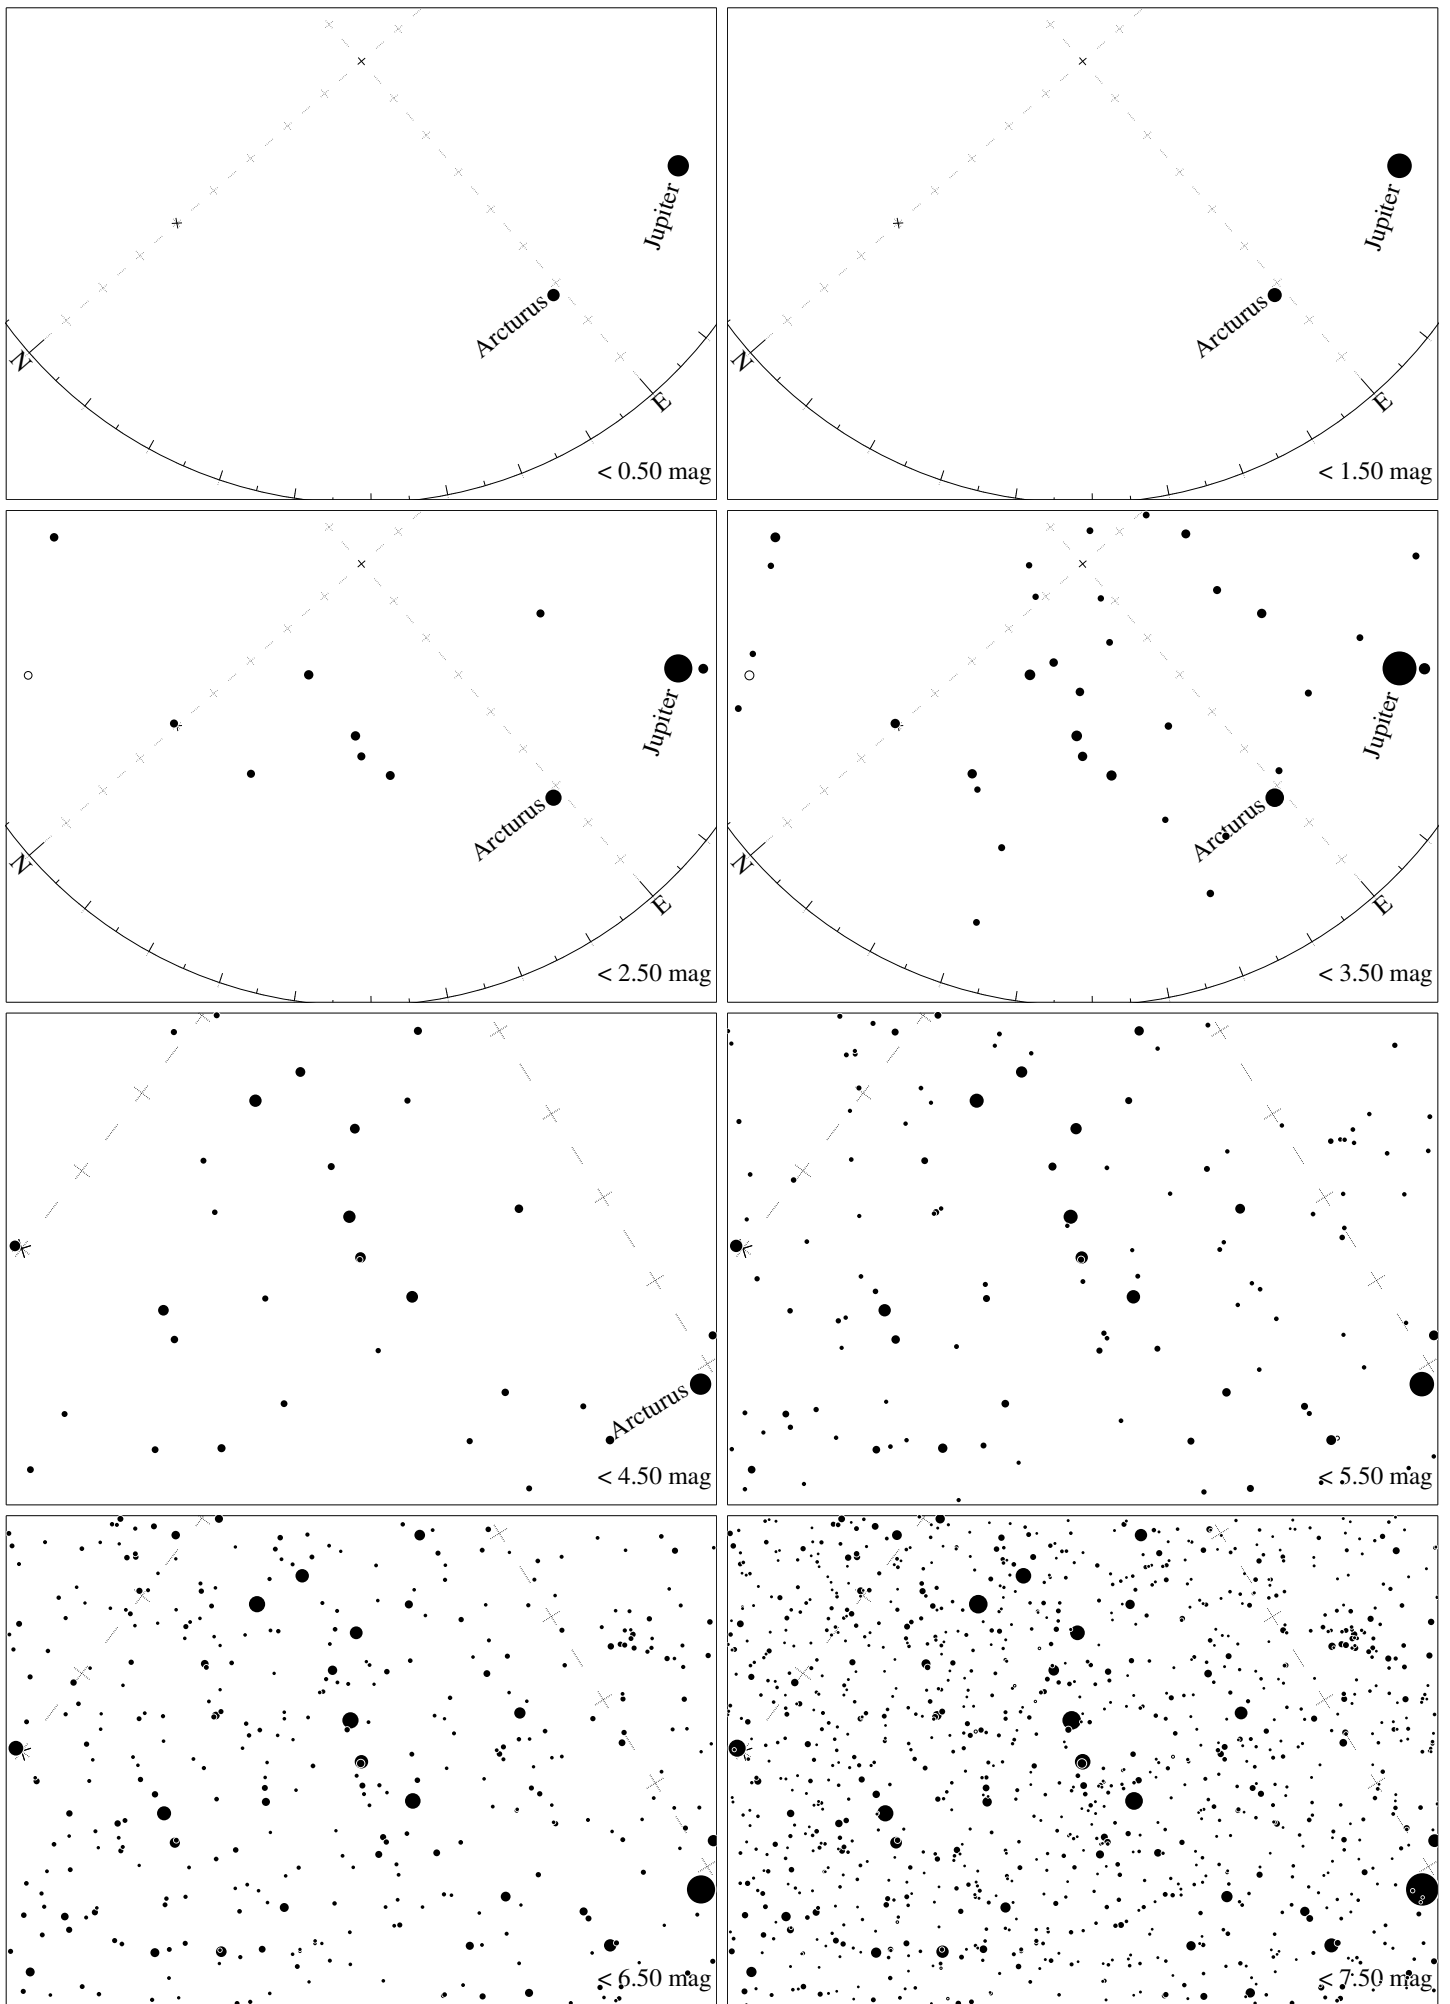 Jupiter
Arcturus
N
E
< 0.50 mag
Jupiter
Arcturus
N
E
< 1.50 mag
Jupiter
Arcturus
N
E
< 2.50 mag
Jupiter
Arcturus
N
E
< 3.50 mag
Arcturus
< 4.50 mag
< 5.50 mag
< 6.50 mag
< 7.50 mag